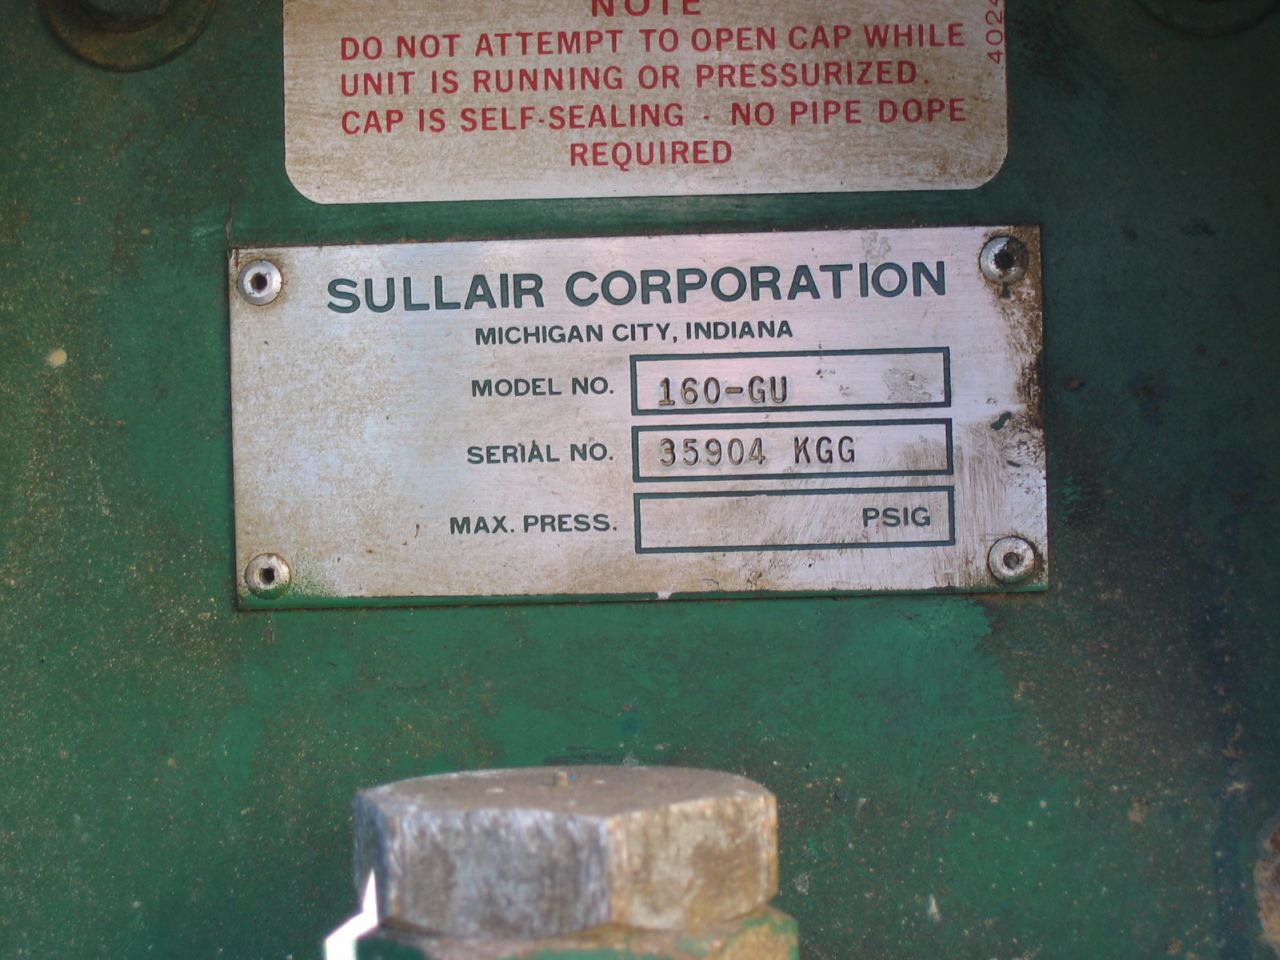 NOTE
DO NOT ATTEMPT TO OPEN CAP WHILE
UNIT IS RUNNING OR PRESSURIZED.
CAP IS SELF-SEALING - NO PIPE DOPE
REQUIRED
SULLAIR CORPORATION
MICHIGAN CITY, INDIANA
MODEL NO. 160-GU
SERIAL NO. 35904 KGG
MAX. PRESS. PSIG